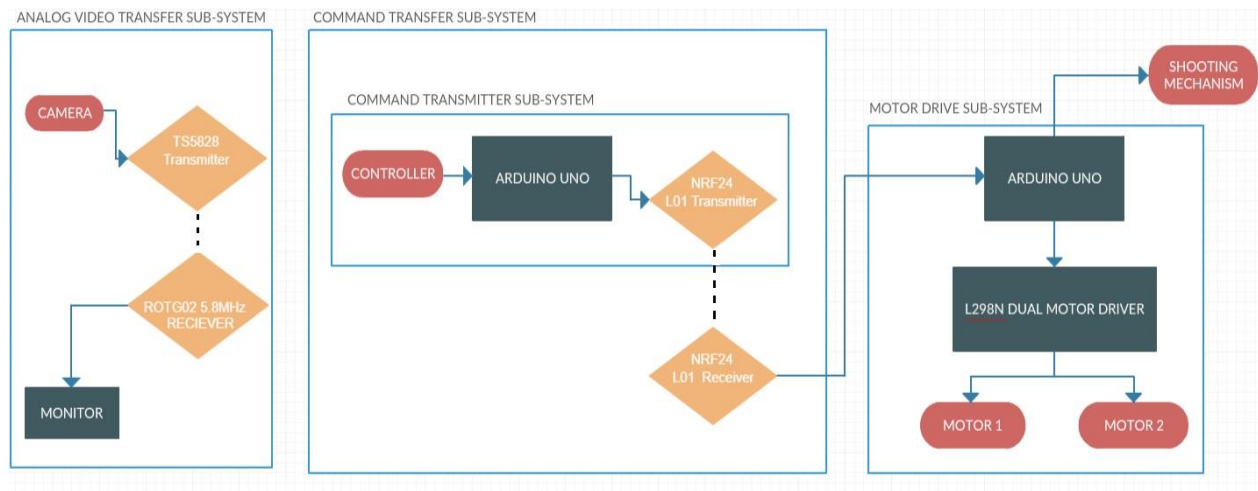 ANALOG VIDEO TRANSFER SUB-SYSTEM
CAMERA
TS5828
Transmitter
ROTG02 5.8MHz
RECIEVER
MONITOR
COMMAND TRANSFER SUB-SYSTEM
COMMAND TRANSMITTER SUB-SYSTEM
CONTROLLER
ARDUINO UNO
NRF24
L01 Transmitter
NRF24
L01 Receiver
MOTOR DRIVE SUB-SYSTEM
SHOOTING
MECHANISM
ARDUINO UNO
L298N DUAL MOTOR DRIVER
MOTOR 1
MOTOR 2